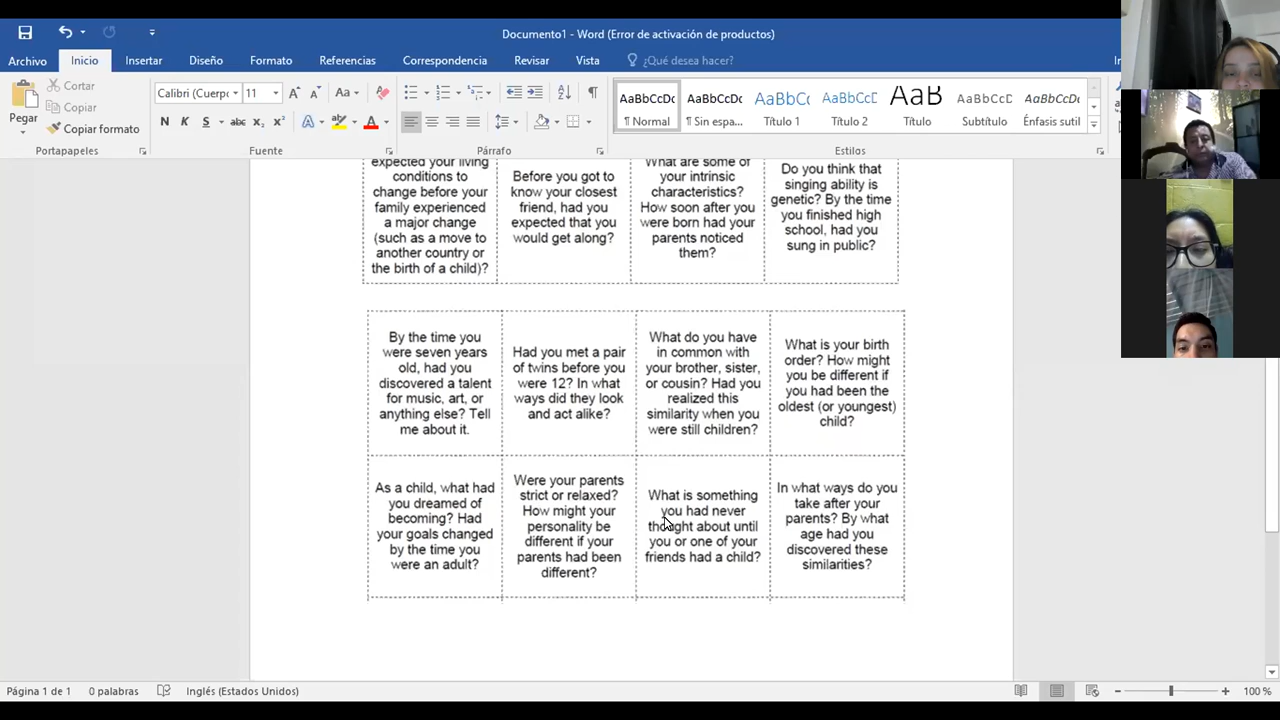 Documento1 - Word (Error de activación de productos)
Archivo Inicio Insertar Diseño Formato Referencias Correspondencia Revisar Vista ¿Qué desea hacer?
Pegar
Cortar
Copiar
Copiar formato
Portapapeles
Calibri (Cuerpo 11
Aa
N K S abc x₂ x²
A A
Fuente
Párrafo
AaBbCcDc AaBbCcDc AaBbCc AaBbCcD AaB AaBbCcD AaBbCcDc
¶ Normal ¶ Sin espa... Título 1 Título 2 Título Subtítulo Énfasis sutil
Estilos
expected your living
conditions to
change before your
family experienced
a major change
(such as a move to
another country or
the birth of a child)?
Before you got to
know your closest
friend, had you
expected that you
would get along?
What are some of
your intrinsic
characteristics?
How soon after you
were born had your
parents noticed
them?
Do you think that
singing ability is
genetic? By the time
you finished high
school, had you
sung in public?
By the time you
were seven years
old, had you
discovered a talent
for music, art, or
anything else? Tell
me about it.
Had you met a pair
of twins before you
were 12? In what
ways did they look
and act alike?
What do you have
in common with
your brother, sister,
or cousin? Had you
realized this
similarity when you
were still children?
What is your birth
order? How might
you be different if
you had been the
oldest (or youngest)
child?
As a child, what had
you dreamed of
becoming? Had
your goals changed
by the time you
were an adult?
Were your parents
strict or relaxed?
How might your
personality be
different if your
parents had been
different?
What is something
you had never
thought about until
you or one of your
friends had a child?
In what ways do you
take after your
parents? By what
age had you
discovered these
similarities?
Página 1 de 1 0 palabras Inglés (Estados Unidos) 100 %